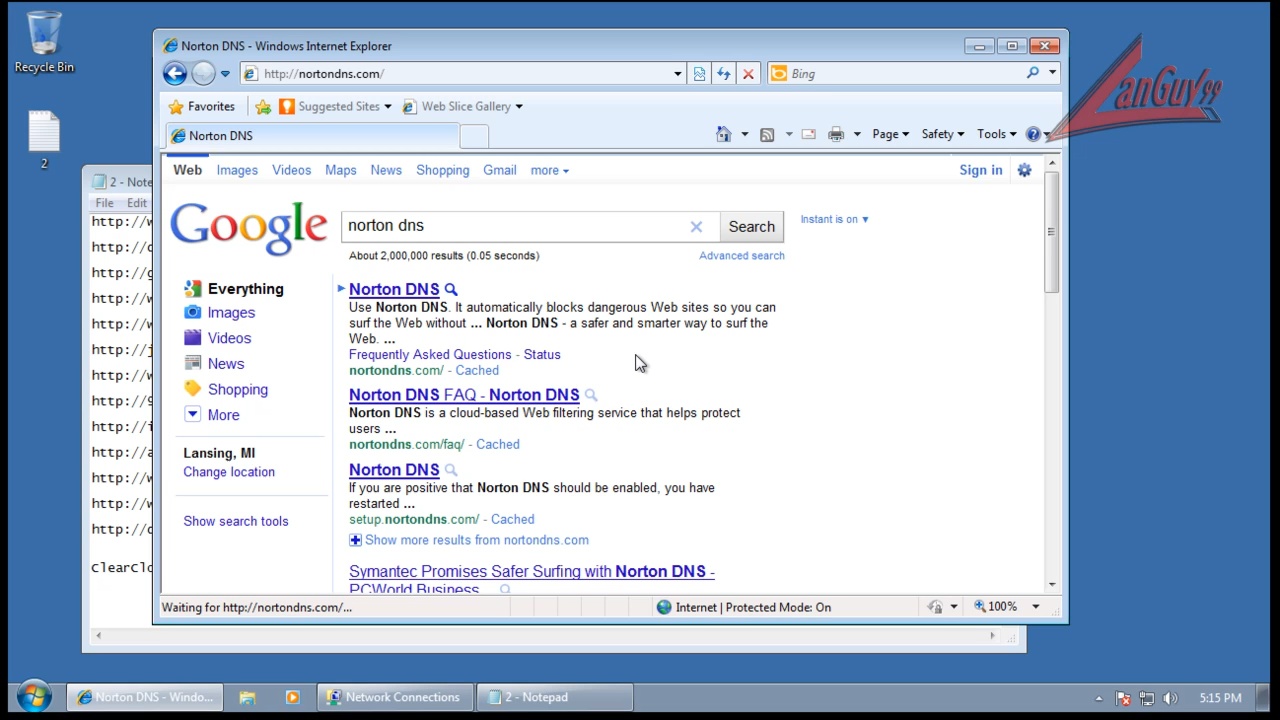 Recycle Bin
2
LanGuy99
Norton DNS - Windows Internet Explorer
http://nortondns.com/
Bing
Favorites
Suggested Sites
Web Slice Gallery
Norton DNS
Page
Safety
Tools
2 - Note
File Edit
Web Images Videos Maps News Shopping Gmail more
Sign in
Google
norton dns
Search
Instant is on
About 2,000,000 results (0.05 seconds)
Advanced search
Everything
Images
Videos
News
Shopping
More
Lansing, MI
Change location
Show search tools
Norton DNS
Use Norton DNS. It automatically blocks dangerous Web sites so you can
surf the Web without ... Norton DNS - a safer and smarter way to surf the
Web. ...
Frequently Asked Questions - Status
nortondns.com/ - Cached
Norton DNS FAQ - Norton DNS
Norton DNS is a cloud-based Web filtering service that helps protect
users ...
nortondns.com/faq/ - Cached
Norton DNS
If you are positive that Norton DNS should be enabled, you have
restarted ...
setup.nortondns.com/ - Cached
Show more results from nortondns.com
Symantec Promises Safer Surfing with Norton DNS -
PCWorld Business
http://w
http://
http://g
http://w
http://w
http://j
http://w
http://9
http://i
http://a
http://w
http://w
http://
ClearClo
Waiting for http://nortondns.com/...
Internet | Protected Mode: On
100%
Norton DNS - Windo...
Network Connections
2 - Notepad
5:15 PM